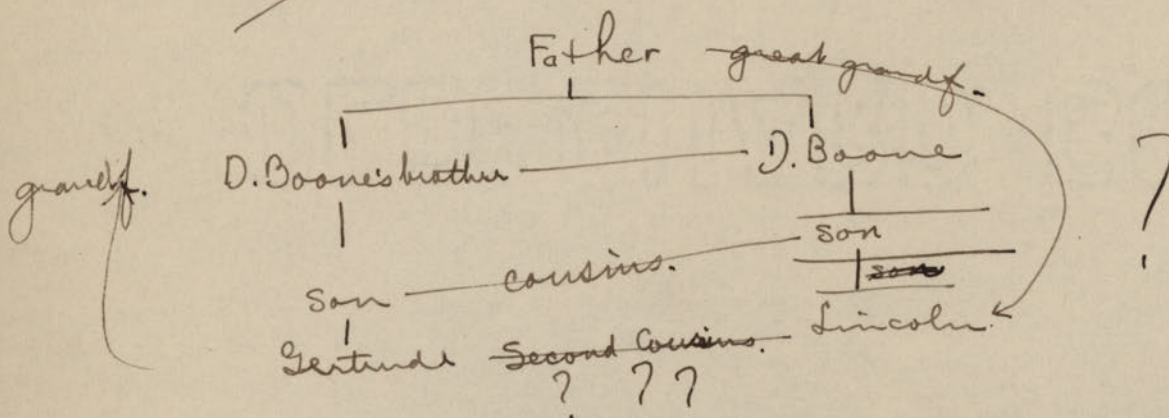 Father great grandf.
grandf. D. Boone's brother D. Boone ?
son
Son cousins. son
Gertrude Second Cousins. Lincoln.
? ? ?